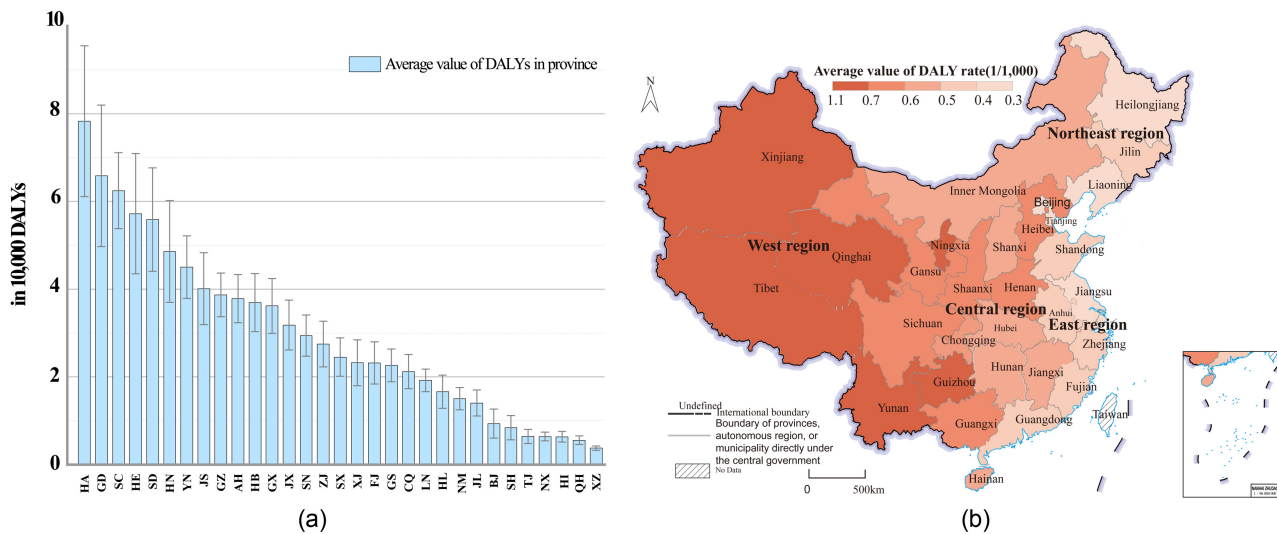 10
8
6
4
2
0
in 10,000 DALYs
Average value of DALYs in province
HA GD SC HE SD HN YN JS GZ AH HB GX JX SN ZJ SX XJ FJ GS CQ LN HL NM JL BJ SH TJ NX HI QH XZ
(a)
N
Average value of DALY rate(1/1,000)
1.1 0.7 0.6 0.5 0.4 0.3
Heilongjiang
Northeast region
Jilin
Xinjiang
Liaoning
Inner Mongolia
Beijing
Tianjing
Heibei
West region
Ningxia
Shanxi
Shandong
Qinghai
Gansu
Tibet
Shaanxi
Henan
Jiangsu
Central region
Anhui
Sichuan
Hubei
East region
Chongqing
Zhejiang
Hunan
Jiangxi
Guizhou
Fujian
Yunan
Guangxi
Guangdong
Taiwan
Hainan
Undefined
International boundary
Boundary of provinces,
autonomous region, or
municipality directly under
the central government
No Data
0 500km
NANHAI ZHUDAO
(b)